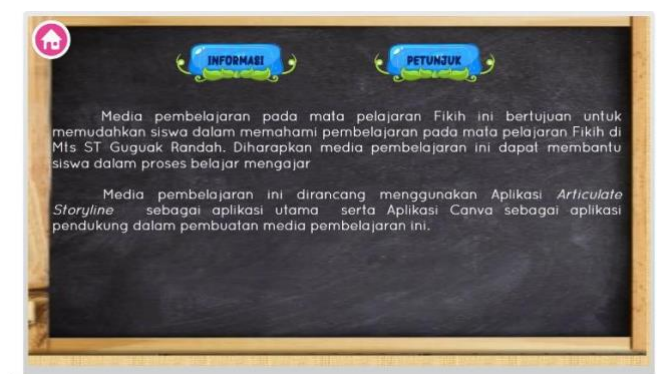 INFORMASI
PETUNJUK
Media pembelajaran pada mata pelajaran Fikih ini bertujuan untuk
memudahkan siswa dalam memahami pembelajaran pada mata pelajaran Fikih di
Mts ST Guguak Randah. Diharapkan media pembelajaran ini dapat membantu
siswa dalam proses belajar mengajar
Media pembelajaran ini dirancang menggunakan Aplikasi Articulate
Storyline sebagai aplikasi utama serta Aplikasi Canva sebagai aplikasi
pendukung dalam pembuatan media pembelajaran ini.